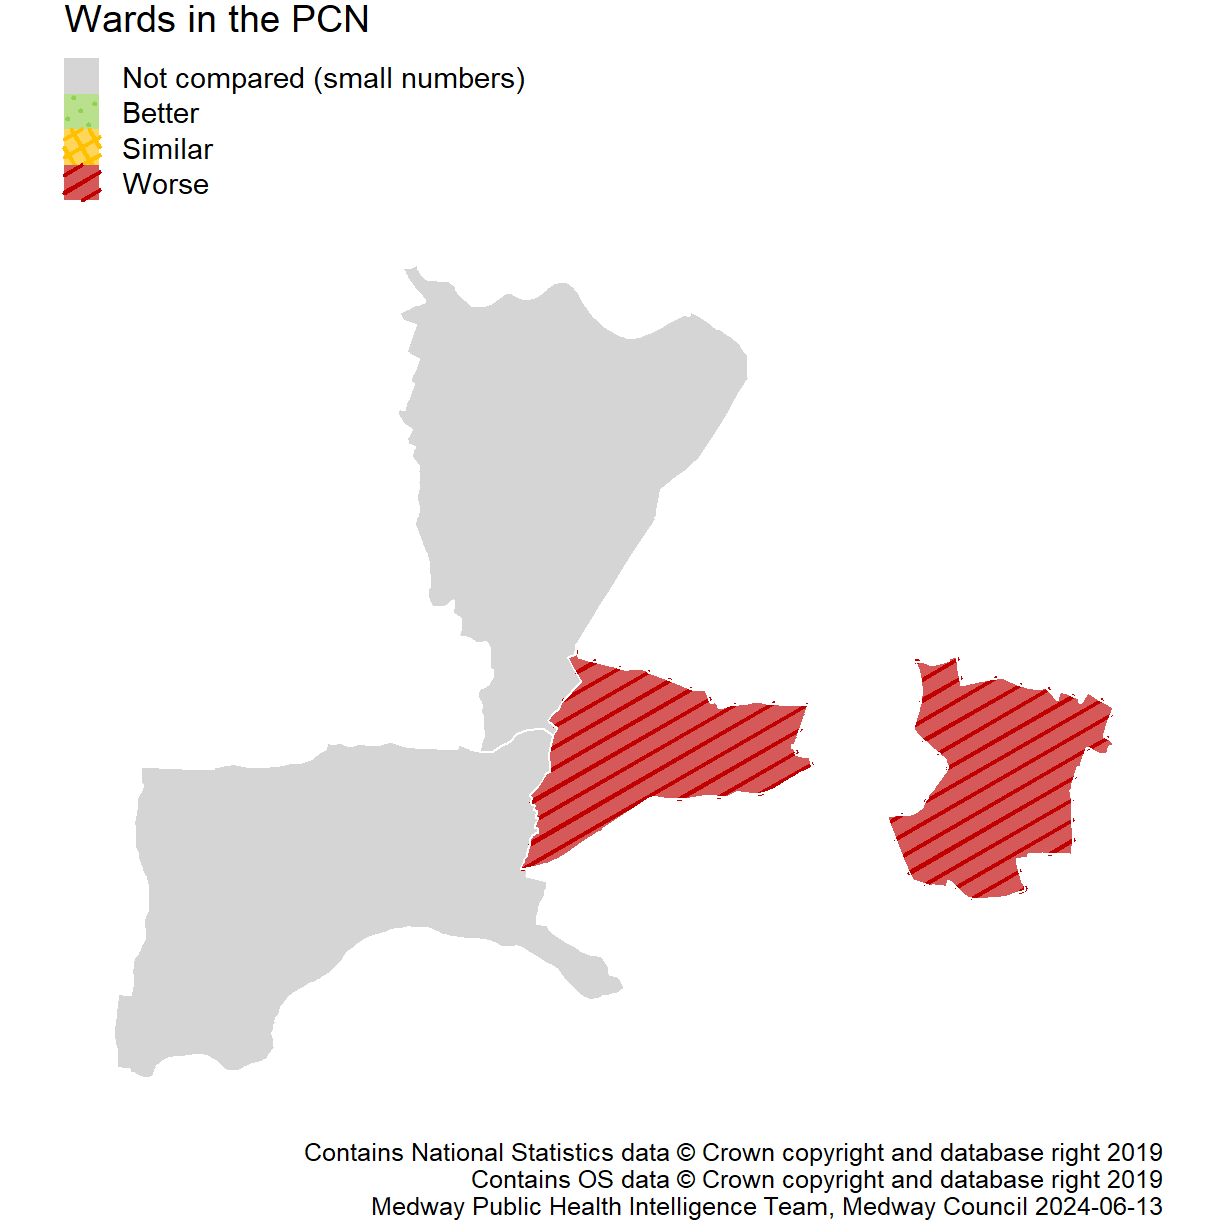 Wards in the PCN
Not compared (small numbers)
Better
Similar
Worse
Contains National Statistics data © Crown copyright and database right 2019
Contains OS data © Crown copyright and database right 2019
Medway Public Health Intelligence Team, Medway Council 2024-06-13